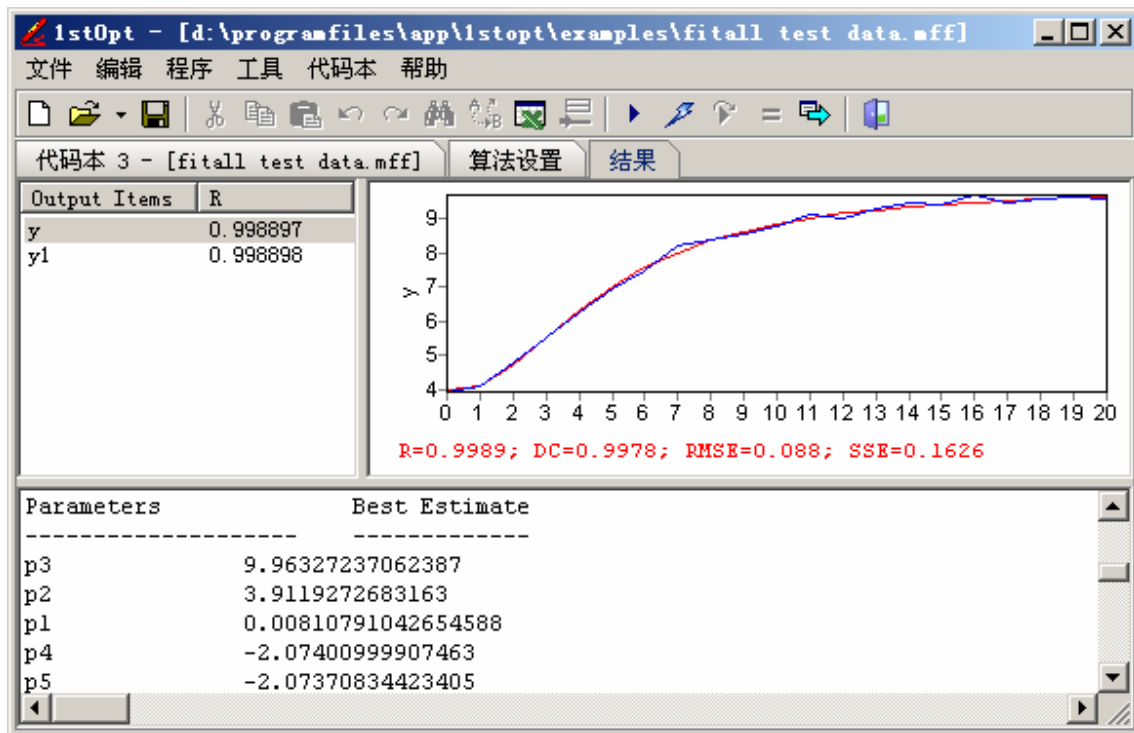 1stOpt - [d:\programfiles\app\1stopt\examples\fitall test data.mff]
文件 编辑 程序 工具 代码本 帮助
代码本 3 - [fitall test data.mff] 算法设置 结果
Output Items R
y 0.998897
y1 0.998898
9
8
7
6
5
4
y
0 1 2 3 4 5 6 7 8 9 10 11 12 13 14 15 16 17 18 19 20
R=0.9989; DC=0.9978; RMSE=0.088; SSE=0.1626
Parameters Best Estimate
-------------------- -------------
p3 9.96327237062387
p2 3.9119272683163
p1 0.00810791042654588
p4 -2.07400999907463
p5 -2.07370834423405